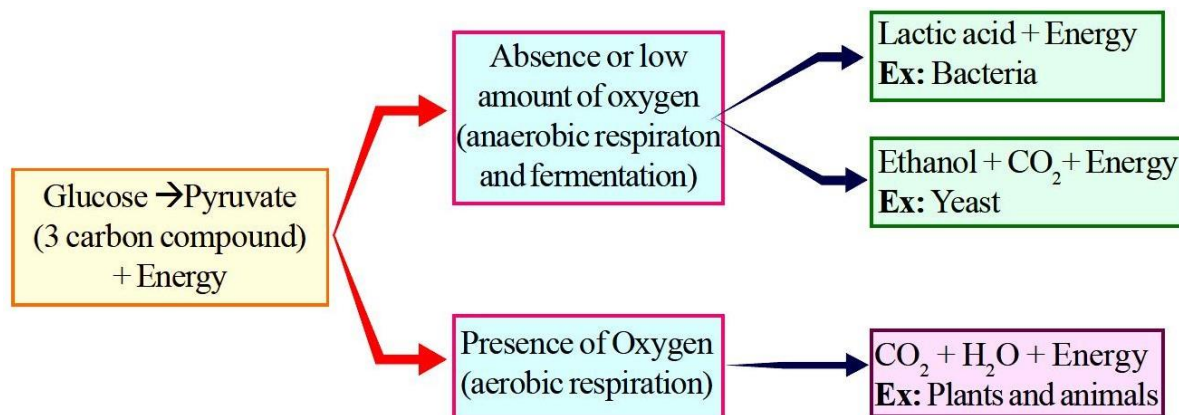 Glucose →Pyruvate
(3 carbon compound)
+ Energy
Absence or low
amount of oxygen
(anaerobic respiraton
and fermentation)
Lactic acid + Energy
Ex: Bacteria
Ethanol + CO₂ + Energy
Ex: Yeast
Presence of Oxygen
(aerobic respiration)
CO₂ + H₂O + Energy
Ex: Plants and animals